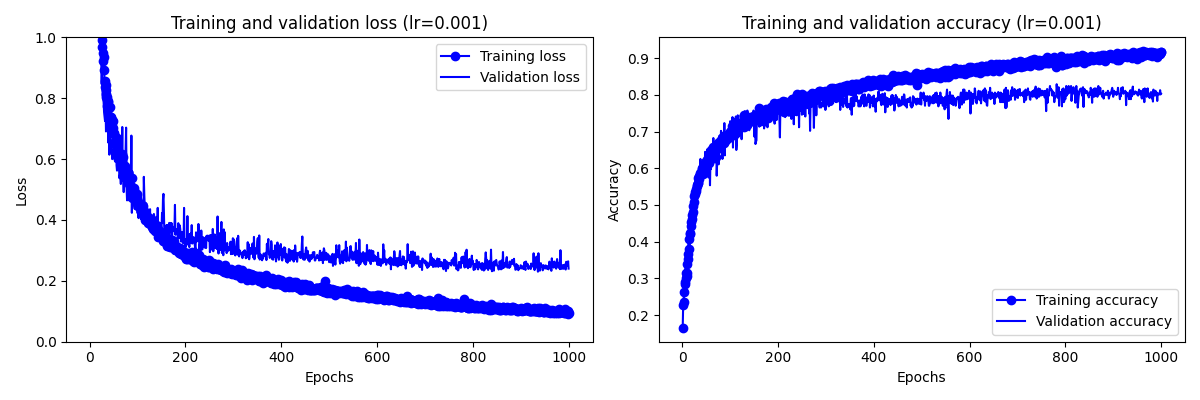 Training and validation loss (lr=0.001)
1.0
0.8
0.6
0.4
0.2
0.0
Loss
Training loss
Validation loss
0 200 400 600 800 1000
Epochs
Training and validation accuracy (lr=0.001)
0.9
0.8
0.7
0.6
0.5
0.4
0.3
0.2
Accuracy
Training accuracy
Validation accuracy
0 200 400 600 800 1000
Epochs